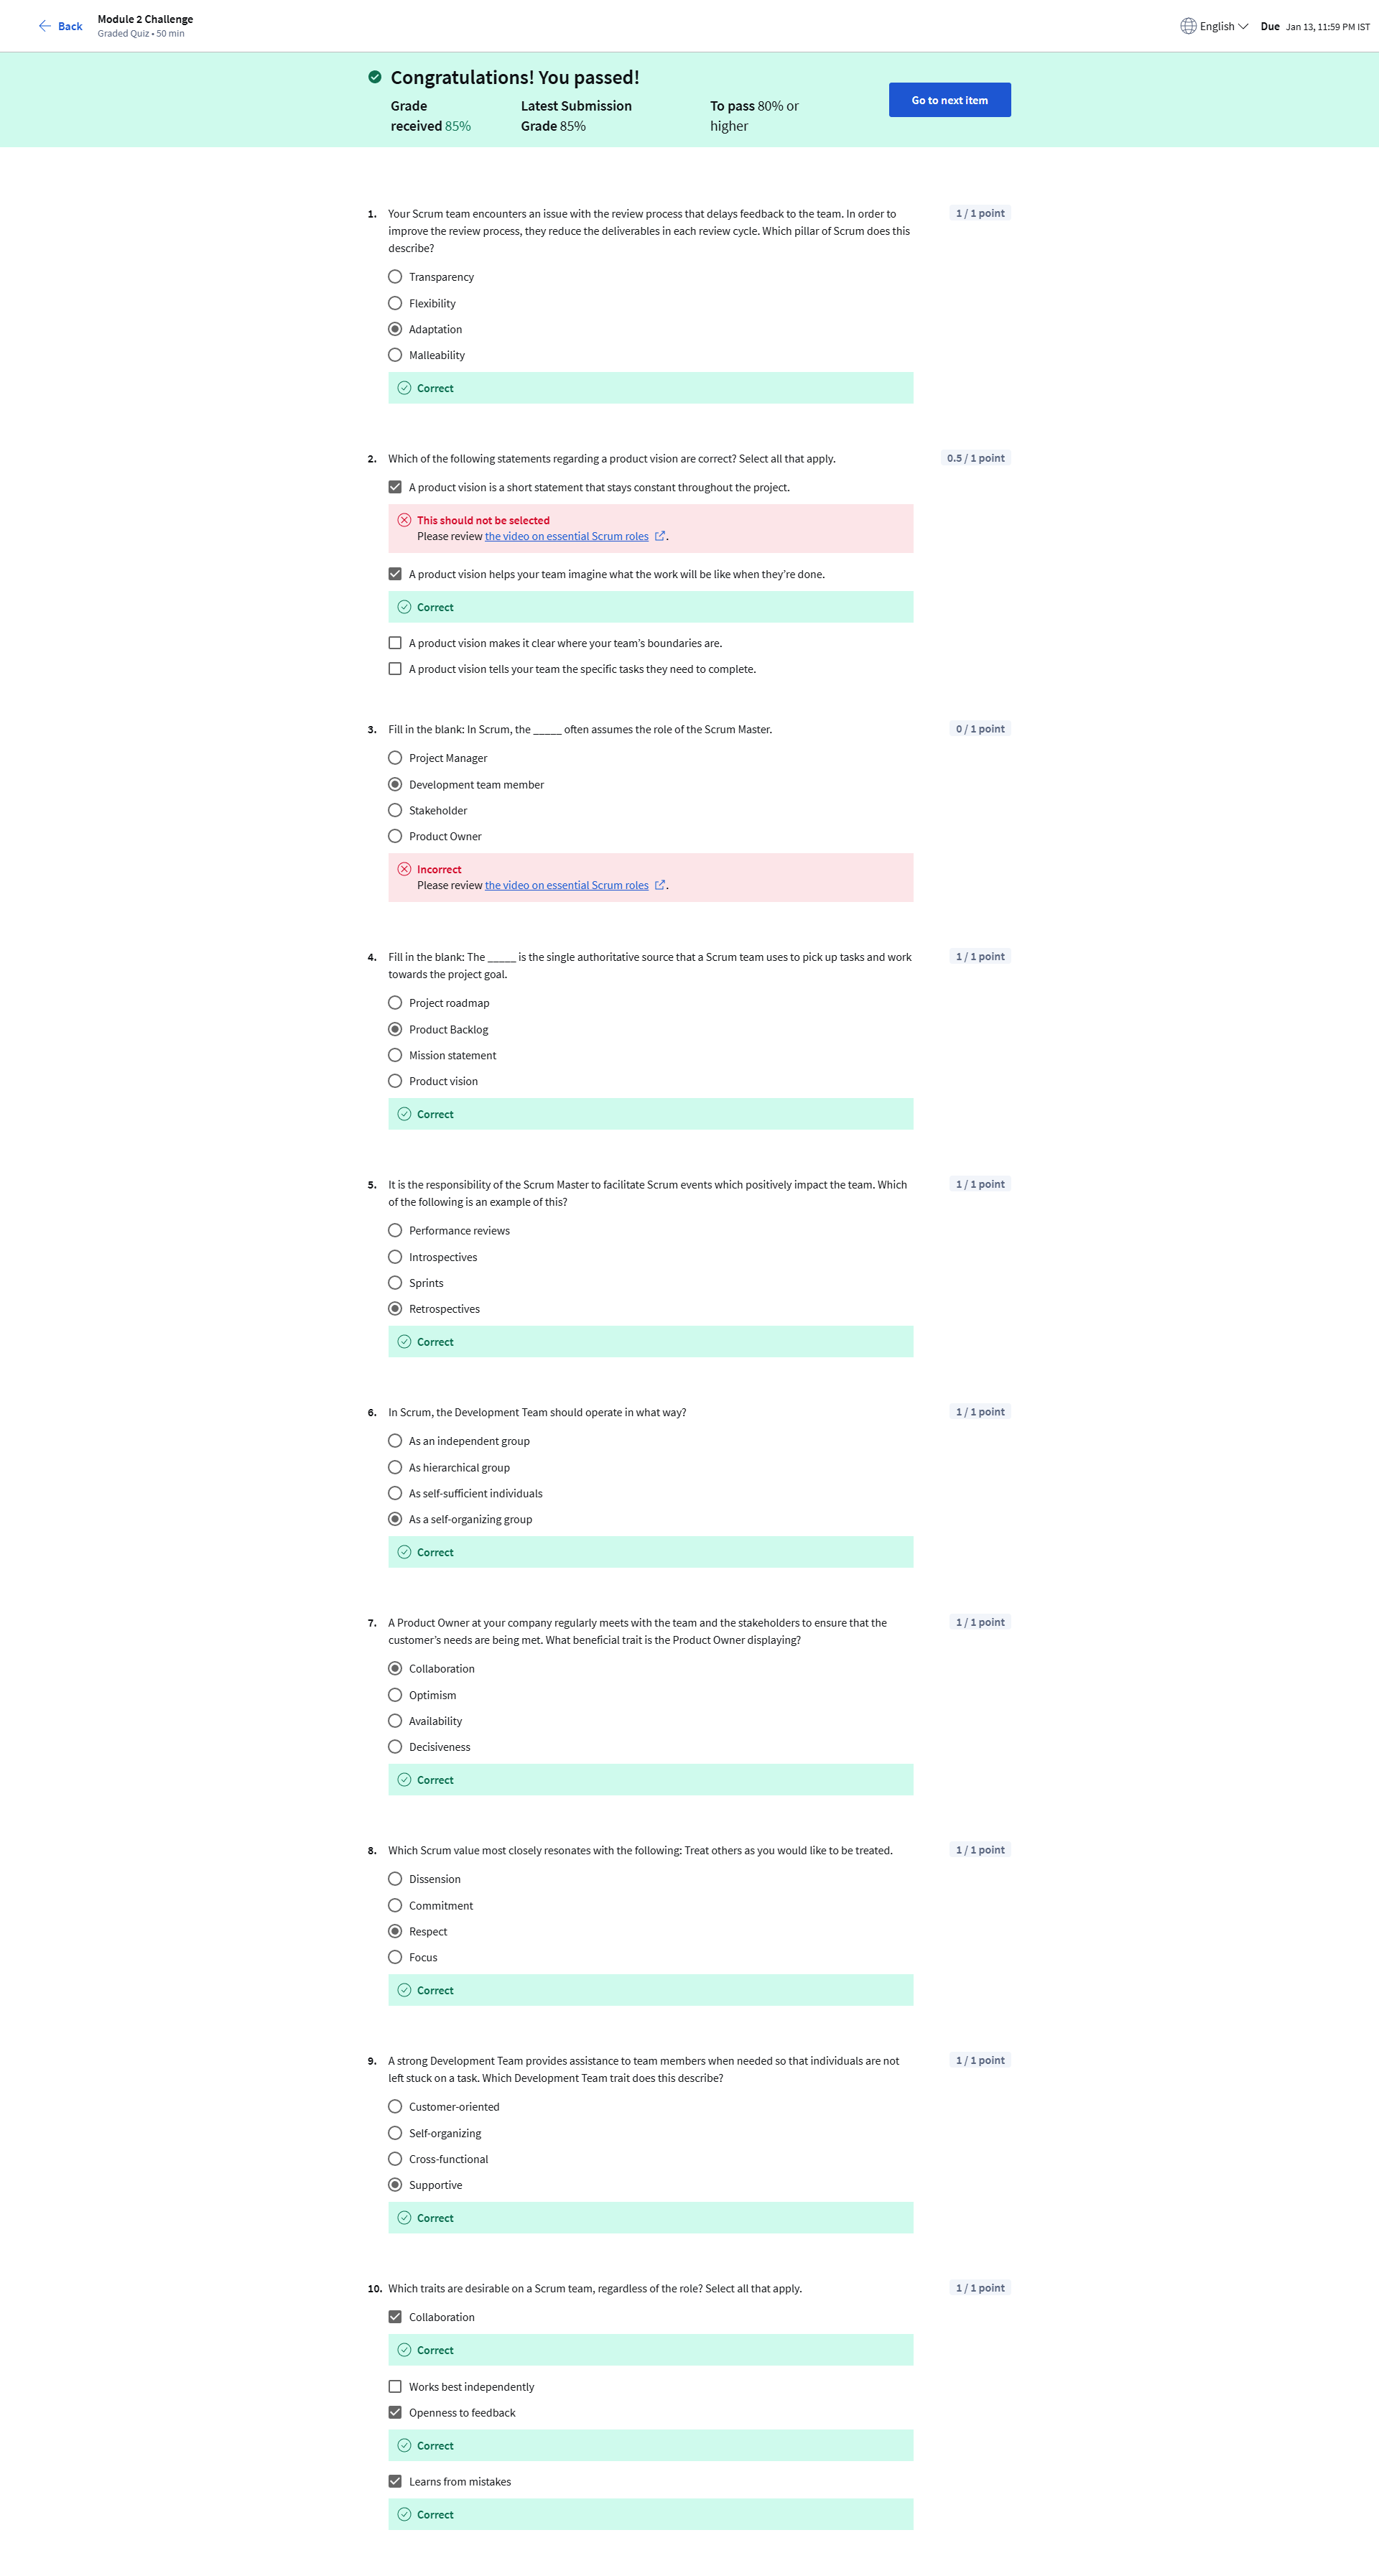 Back
Module 2 Challenge
Graded Quiz • 50 min
English
Due Jan 13, 11:59 PM IST
Congratulations! You passed!
Grade received 85%
Latest Submission Grade 85%
To pass 80% or higher
Go to next item
1. Your Scrum team encounters an issue with the review process that delays feedback to the team. In order to
improve the review process, they reduce the deliverables in each review cycle. Which pillar of Scrum does this
describe?
1 / 1 point
Transparency
Flexibility
Adaptation
Malleability
Correct
2. Which of the following statements regarding a product vision are correct? Select all that apply.
0.5 / 1 point
A product vision is a short statement that stays constant throughout the project.
This should not be selected
Please review the video on essential Scrum roles .
A product vision helps your team imagine what the work will be like when they’re done.
Correct
A product vision makes it clear where your team’s boundaries are.
A product vision tells your team the specific tasks they need to complete.
3. Fill in the blank: In Scrum, the _____ often assumes the role of the Scrum Master.
0 / 1 point
Project Manager
Development team member
Stakeholder
Product Owner
Incorrect
Please review the video on essential Scrum roles .
4. Fill in the blank: The _____ is the single authoritative source that a Scrum team uses to pick up tasks and work
towards the project goal.
1 / 1 point
Project roadmap
Product Backlog
Mission statement
Product vision
Correct
5. It is the responsibility of the Scrum Master to facilitate Scrum events which positively impact the team. Which
of the following is an example of this?
1 / 1 point
Performance reviews
Introspectives
Sprints
Retrospectives
Correct
6. In Scrum, the Development Team should operate in what way?
1 / 1 point
As an independent group
As hierarchical group
As self-sufficient individuals
As a self-organizing group
Correct
7. A Product Owner at your company regularly meets with the team and the stakeholders to ensure that the
customer’s needs are being met. What beneficial trait is the Product Owner displaying?
1 / 1 point
Collaboration
Optimism
Availability
Decisiveness
Correct
8. Which Scrum value most closely resonates with the following: Treat others as you would like to be treated.
1 / 1 point
Dissension
Commitment
Respect
Focus
Correct
9. A strong Development Team provides assistance to team members when needed so that individuals are not
left stuck on a task. Which Development Team trait does this describe?
1 / 1 point
Customer-oriented
Self-organizing
Cross-functional
Supportive
Correct
10. Which traits are desirable on a Scrum team, regardless of the role? Select all that apply.
1 / 1 point
Collaboration
Correct
Works best independently
Openness to feedback
Correct
Learns from mistakes
Correct